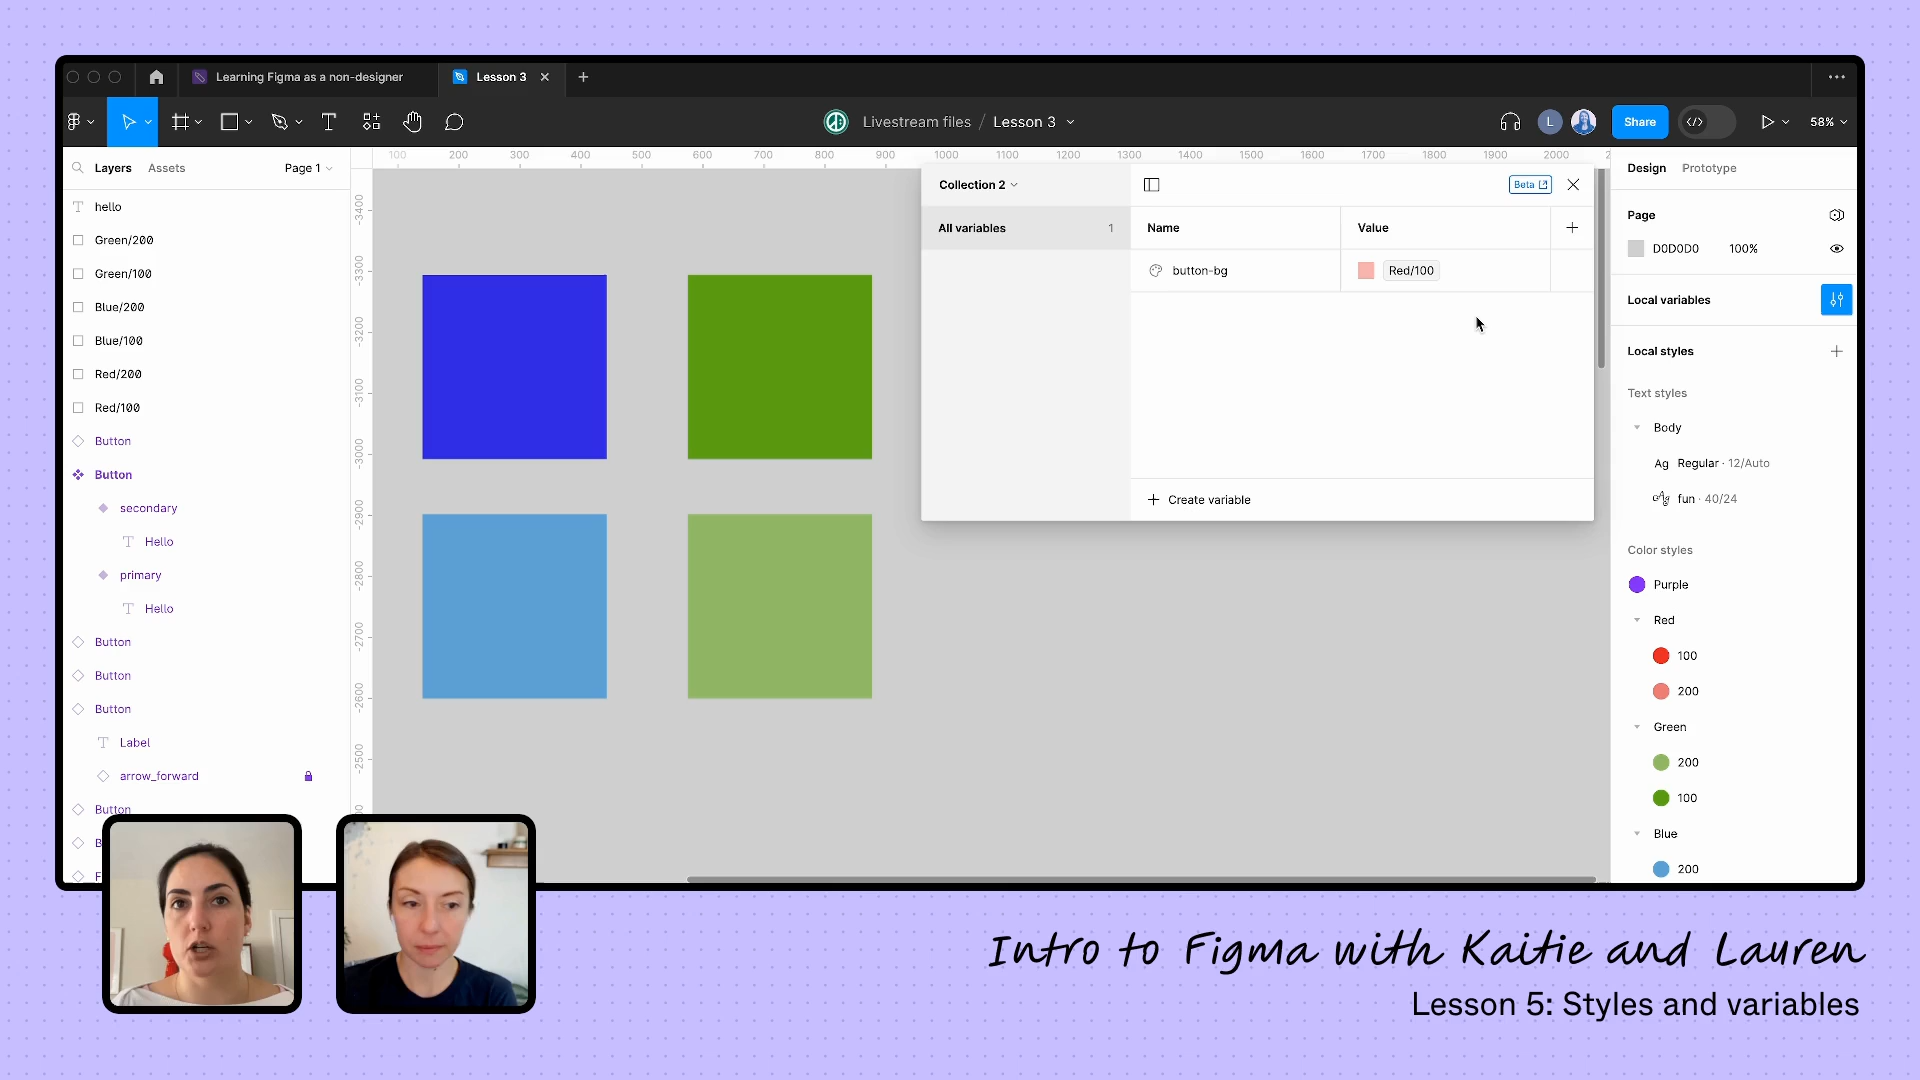 Learning Figma as a non-designer
Lesson 3
Livestream files / Lesson 3
L
Share
58%
Layers
Assets
Page 1
100 200 300 400 500 600 700 800 900 1000 1100 1200 1300 1400 1500 1600 1700 1800 1900 2000 2
-3400
-3300
-3200
-3100
-3000
-2900
-2800
-2700
-2600
-2500
hello
Green/200
Green/100
Blue/200
Blue/100
Red/200
Red/100
Button
Button
secondary
Hello
primary
Hello
Button
Button
Button
Label
arrow_forward
Button
B
F
Collection 2
Beta
All variables 1
Name
Value
button-bg
Red/100
Create variable
Design
Prototype
Page
D0D0D0 100%
Local variables
Local styles
Text styles
Body
Ag Regular · 12/Auto
Ag fun · 40/24
Color styles
Purple
Red
100
200
Green
200
100
Blue
200
Intro to Figma with Kaitie and Lauren
Lesson 5: Styles and variables